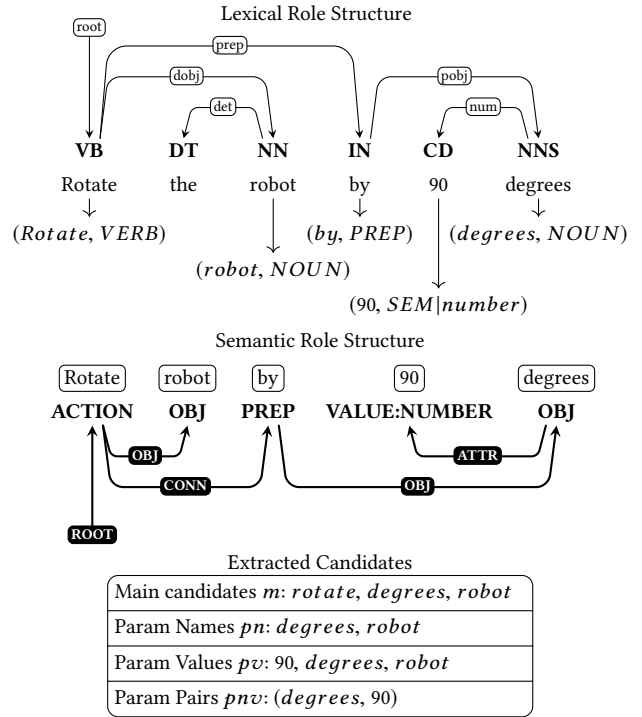 Lexical Role Structure
root
prep
dobj
pobj
det
num
VB DT NN IN CD NNS
Rotate the robot by 90 degrees
(Rotate, VERB) (by, PREP) (degrees, NOUN)
(robot, NOUN)
(90, SEM|number)
Semantic Role Structure
Rotate robot by 90 degrees
ACTION OBJ PREP VALUE:NUMBER OBJ
OBJ ATTR
CONN OBJ
ROOT
Extracted Candidates
Main candidates m: rotate, degrees, robot
Param Names pn: degrees, robot
Param Values pv: 90, degrees, robot
Param Pairs pnv: (degrees, 90)